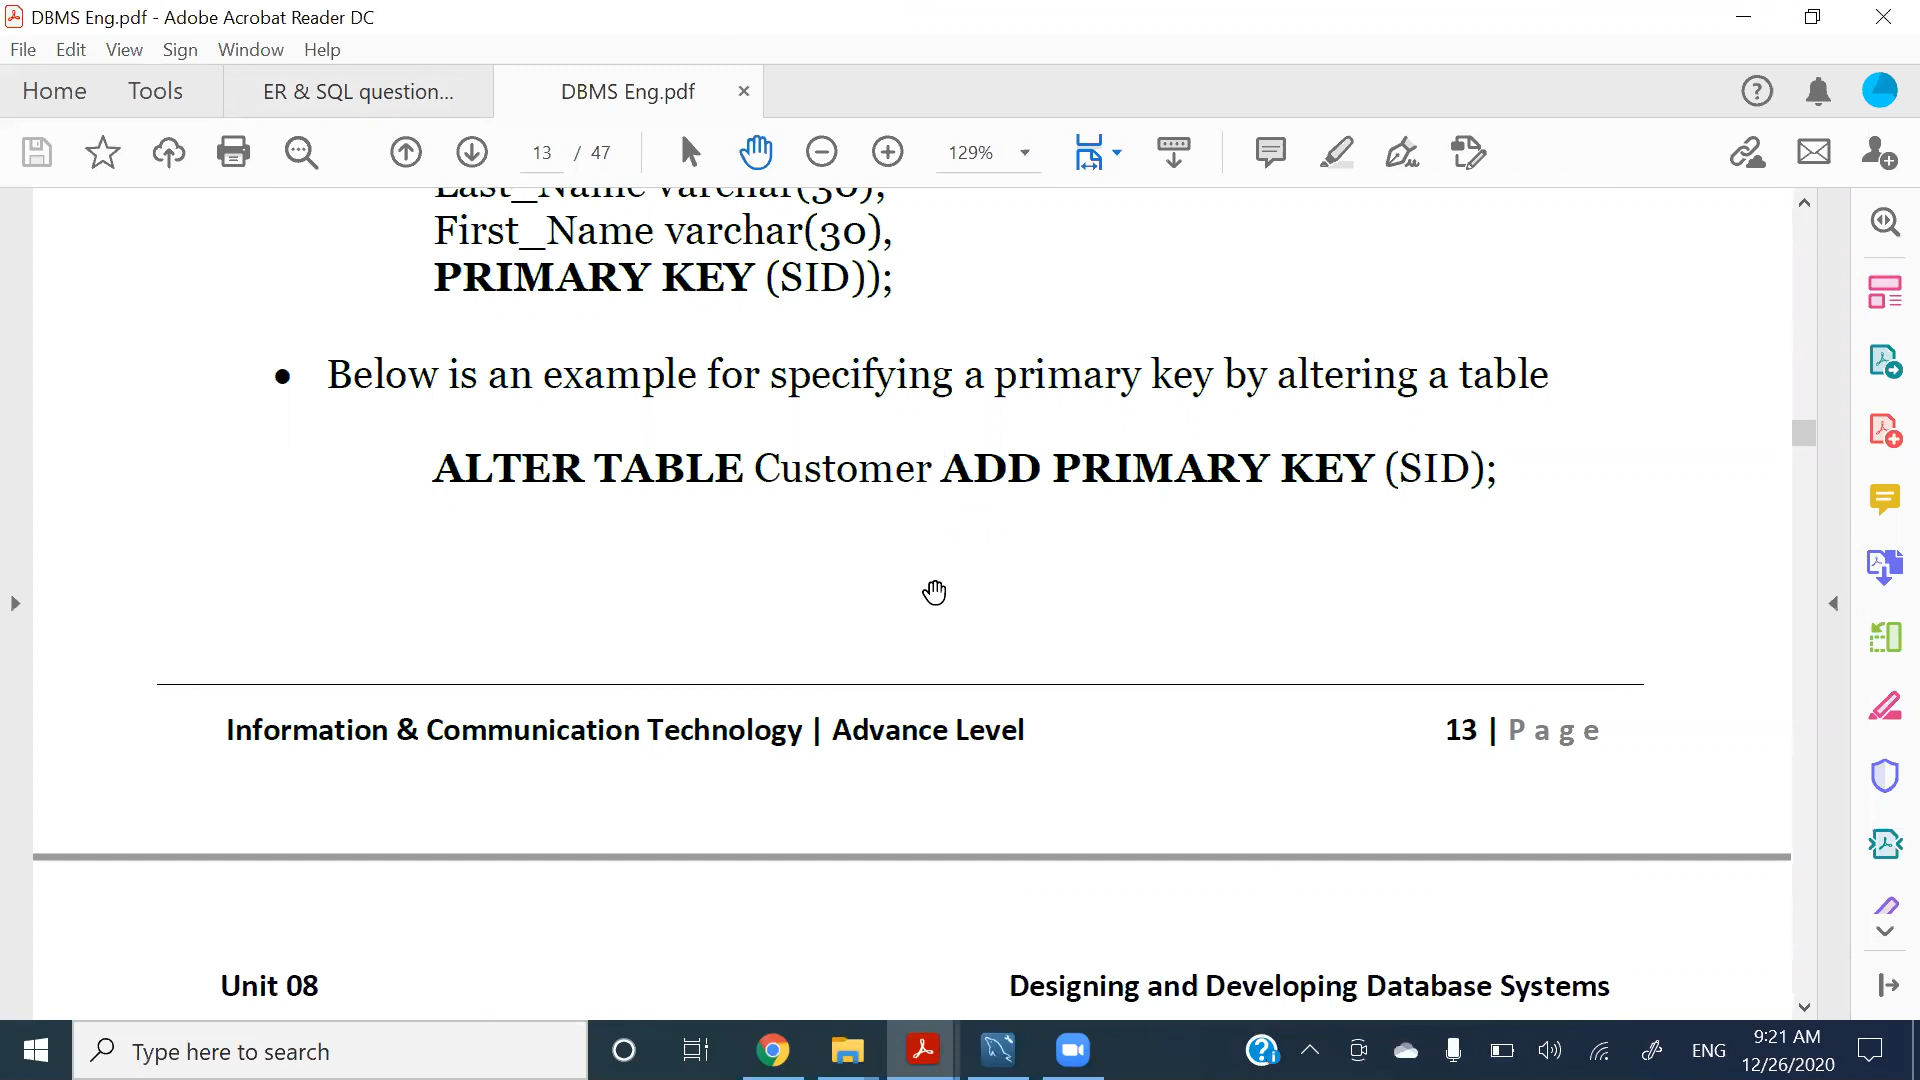 DBMS Eng.pdf - Adobe Acrobat Reader DC
File Edit View Sign Window Help
Home Tools ER & SQL question... DBMS Eng.pdf
13 / 47 129%
Last_Name varchar(30),
First_Name varchar(30),
PRIMARY KEY (SID));
• Below is an example for specifying a primary key by altering a table
ALTER TABLE Customer ADD PRIMARY KEY (SID);
Information & Communication Technology | Advance Level 13 | Page
Unit 08 Designing and Developing Database Systems
Type here to search ENG 9:21 AM
12/26/2020